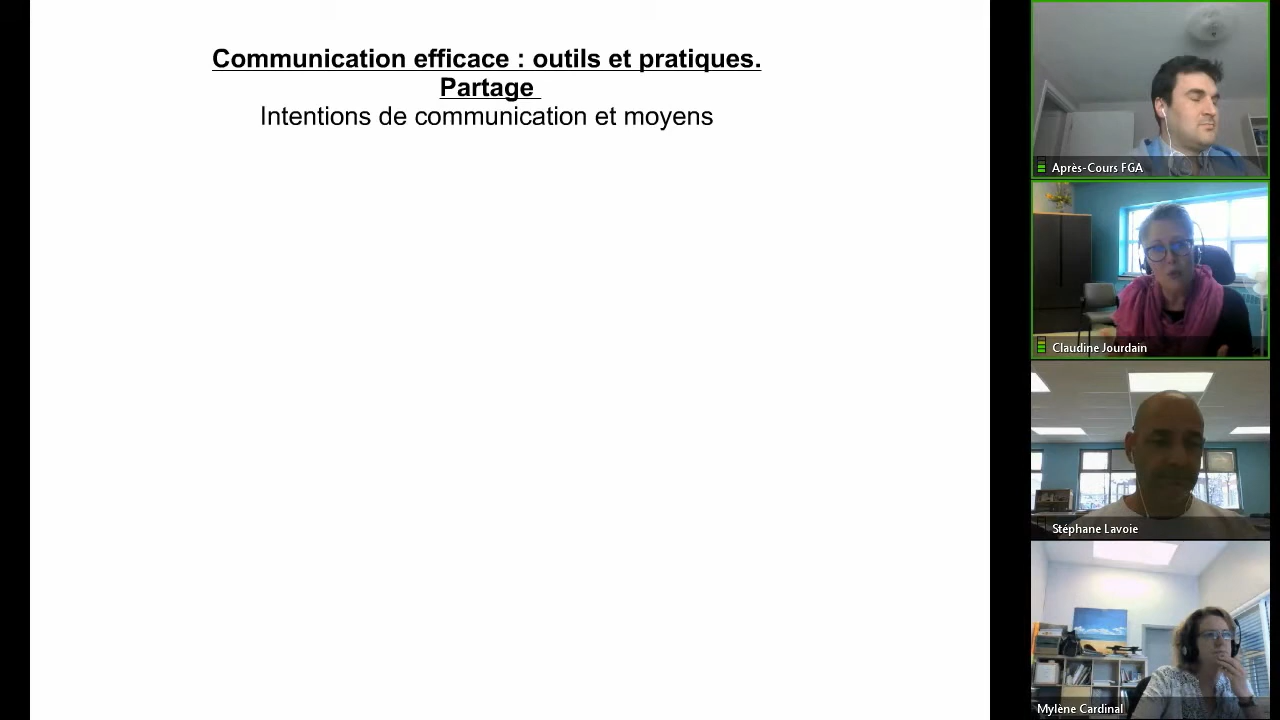 Communication efficace : outils et pratiques.
Partage
Intentions de communication et moyens
Après-Cours FGA
Claudine Jourdain
Stéphane Lavoie
Mylène Cardinal